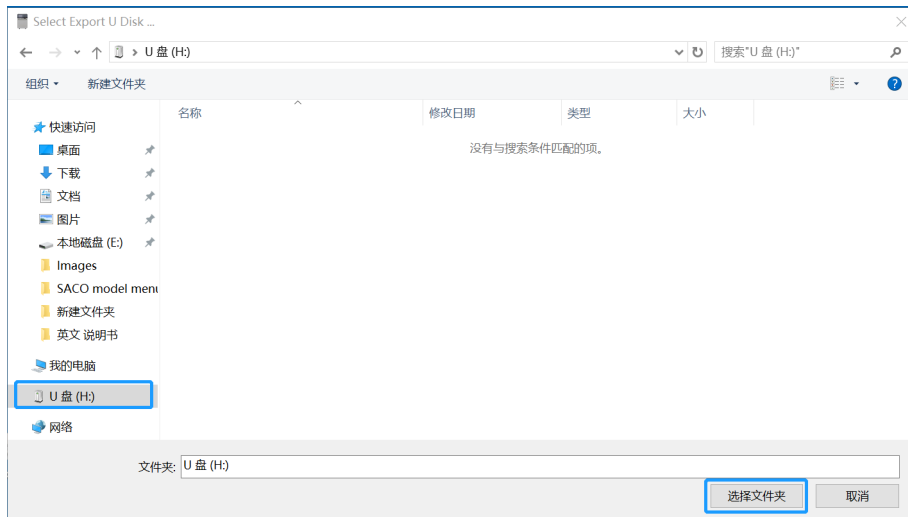 Select Export U Disk ...
U 盘 (H:)
搜索"U 盘 (H:)"
组织
新建文件夹
名称
修改日期
类型
大小
没有与搜索条件匹配的项。
快速访问
桌面
下载
文档
图片
本地磁盘 (E:)
Images
SACO model menu
新建文件夹
英文 说明书
我的电脑
U 盘 (H:)
网络
文件夹:
U 盘 (H:)
选择文件夹
取消